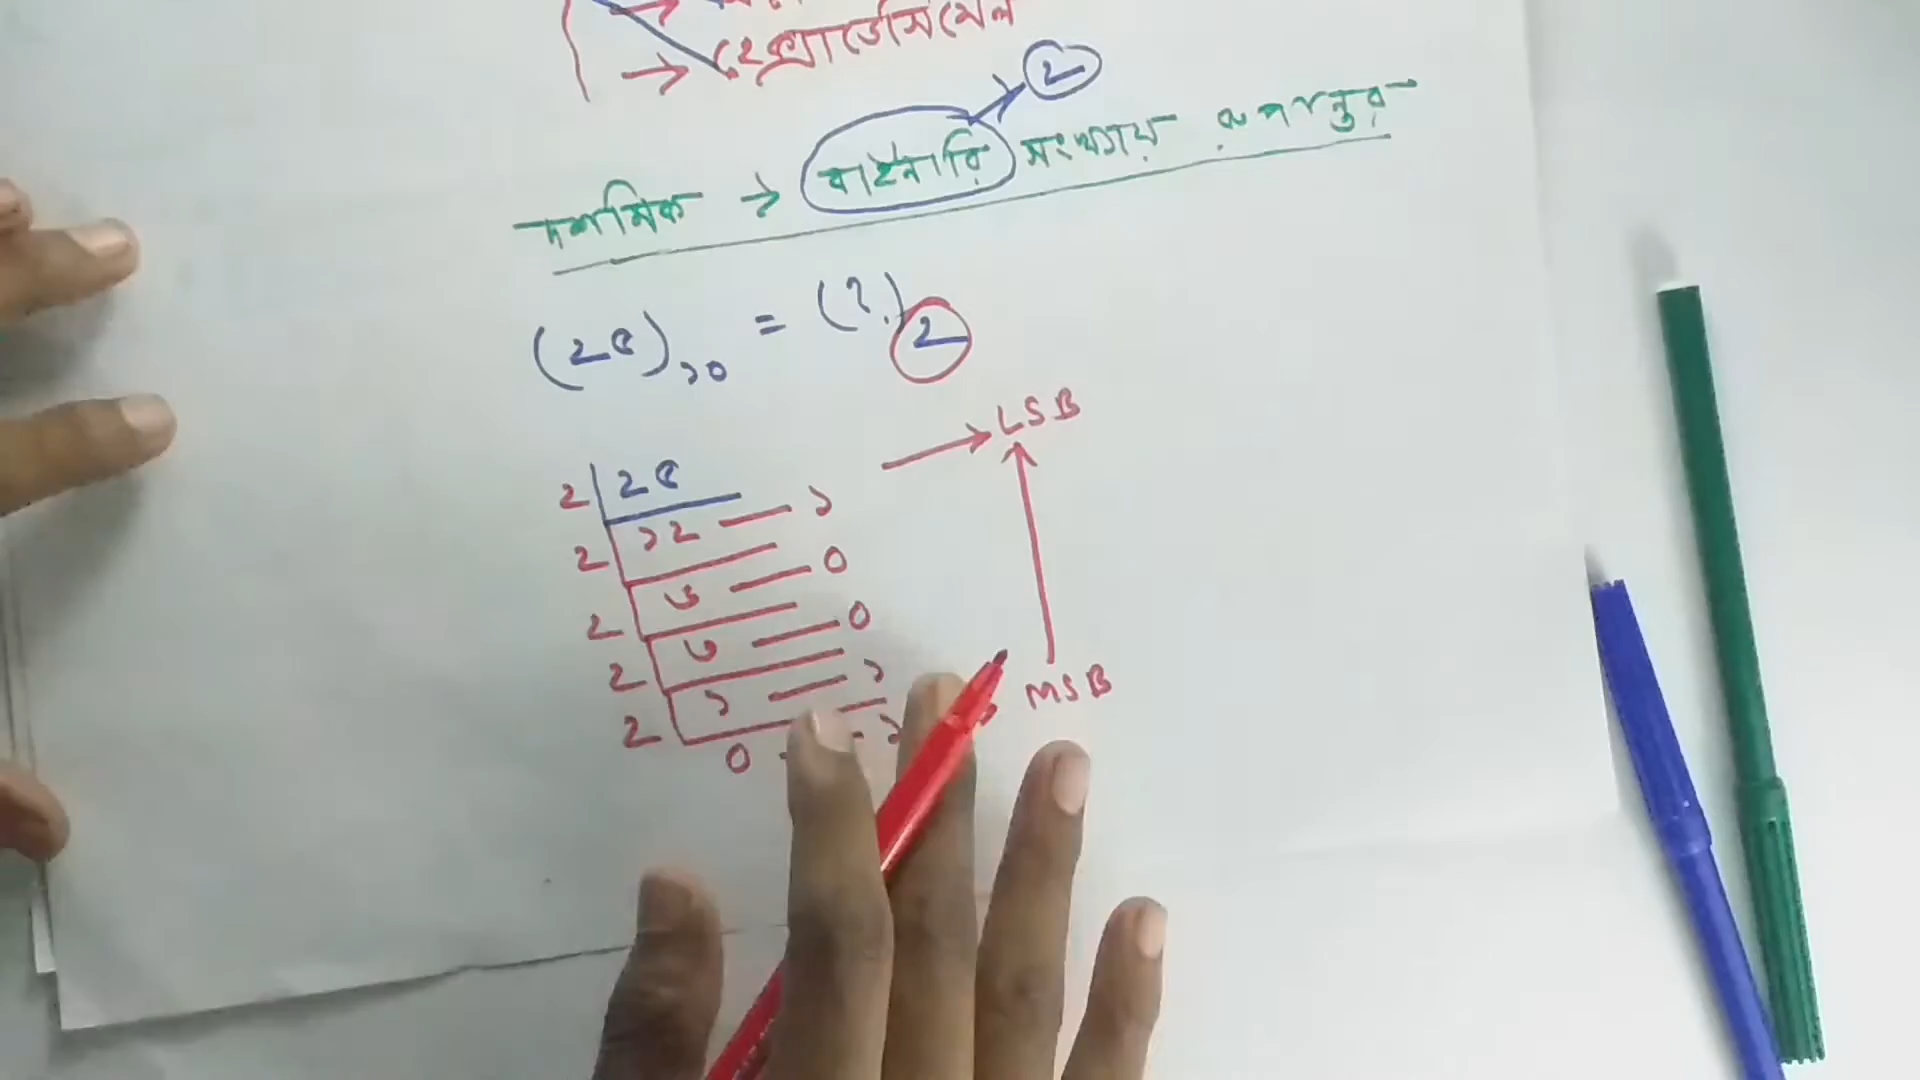 → হেক্সাডেসিমেল
২
দশমিক → বাইনারি সংখ্যায় রূপান্তর
(২৫)১০ = (?)২
→ LSB
২ ২৫
২ ১২ — ১
২ ৬ — ০
২ ৩ — ০
২ ১ — ১
০ — ১
MSB